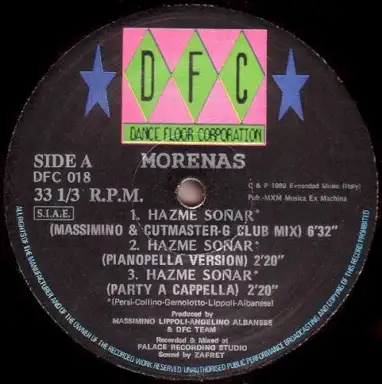 DFC
DANCE FLOOR CORPORATION
SIDE A
MORENAS
DFC 018
33 1/3 R.P.M.
S.I.A.E.
C & P 1989 Expanded Music (Italy)
Pub.-MXM Musica Ex Machina
1. HAZME SOÑAR*
(MASSIMINO & CUTMASTER-G CLUB MIX) 6'32"
2. HAZME SOÑAR*
(PIANOPELLA VERSION) 2'20"
3. HAZME SOÑAR*
(PARTY A CAPPELLA) 2'20"
*(Persi-Collino-Gemolotto-Lippoli-Albanese)
Produced by
MASSIMINO LIPPOLI-ANGELINO ALBANESE
& DFC TEAM
Recorded & Mixed at
PALACE RECORDING STUDIO
Sound by ZAFRET
ALL RIGHTS OF THE MANUFACTURER AND OF THE OWNER OF THE RECORDED WORK RESERVED UNAUTHORISED PUBLIC PERFORMANCE BROADCASTING AND COPYING OF THIS RECORD PROHIBITED